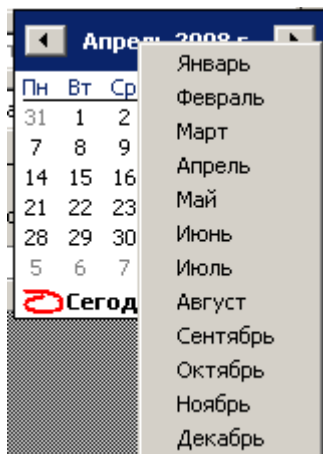 Апрель 2008 г.
Пн Вт Ср
31 1 2
7 8 9
14 15 16
21 22 23
28 29 30
5 6 7
Январь
Февраль
Март
Апрель
Май
Июнь
Июль
Август
Сентябрь
Октябрь
Ноябрь
Декабрь